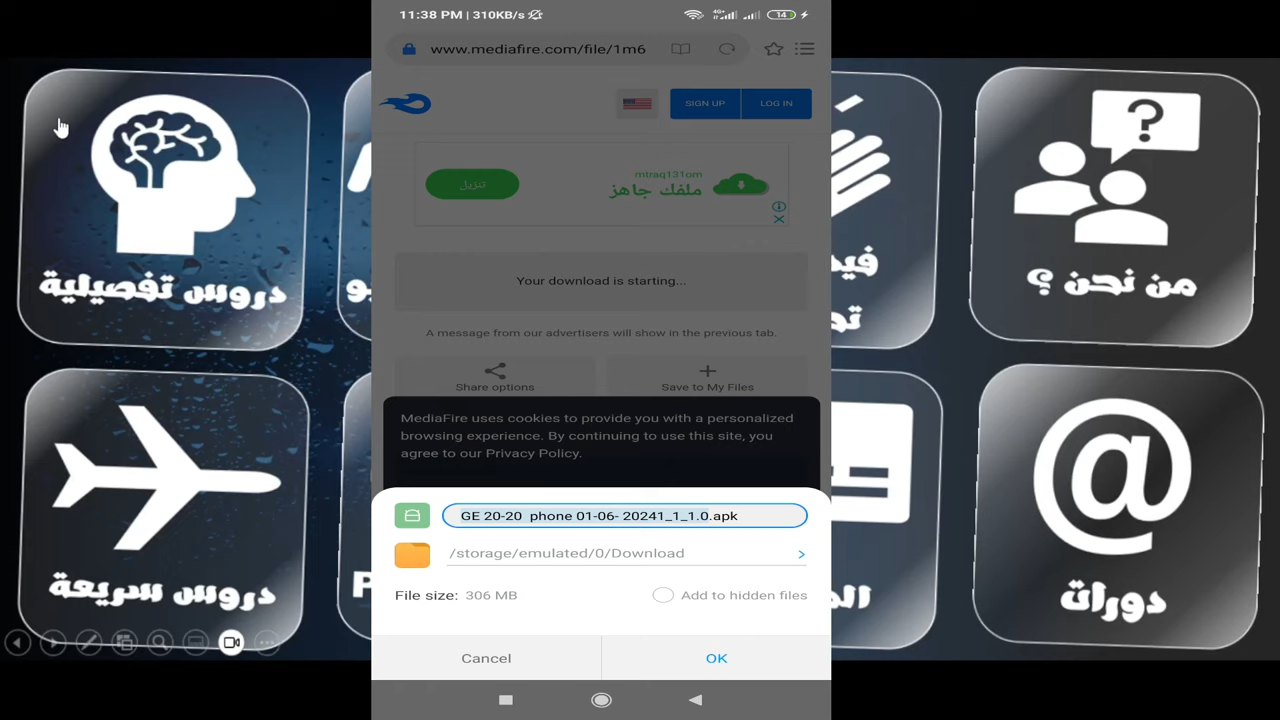 11:38 PM | 310KB/s
4G+
14
www.mediafire.com/file/1m6
SIGN UP
LOG IN
mtraq131om
ملفك جاهز
تنزيل
Your download is starting...
A message from our advertisers will show in the previous tab.
Share options
Save to My Files
MediaFire uses cookies to provide you with a personalized
browsing experience. By continuing to use this site, you
agree to our Privacy Policy.
GE 20-20  phone 01-06- 20241_1_1.0.apk
/storage/emulated/0/Download
File size: 306 MB
Add to hidden files
Cancel
OK
من نحن ؟
دروس تفصيلية
دورات
دروس سريعة